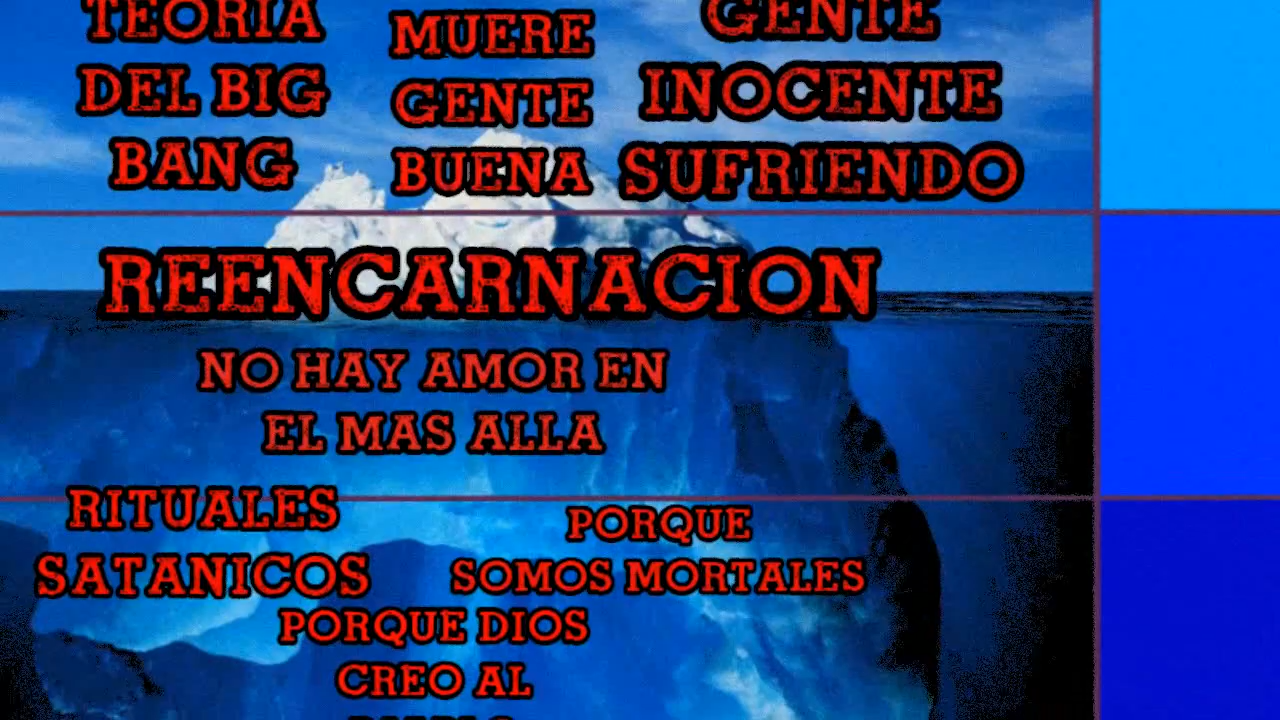 TEORIA
DEL BIG
BANG
MUERE
GENTE
BUENA
GENTE
INOCENTE
SUFRIENDO
REENCARNACION
NO HAY AMOR EN
EL MAS ALLA
RITUALES
SATANICOS
PORQUE
SOMOS MORTALES
PORQUE DIOS
CREO AL